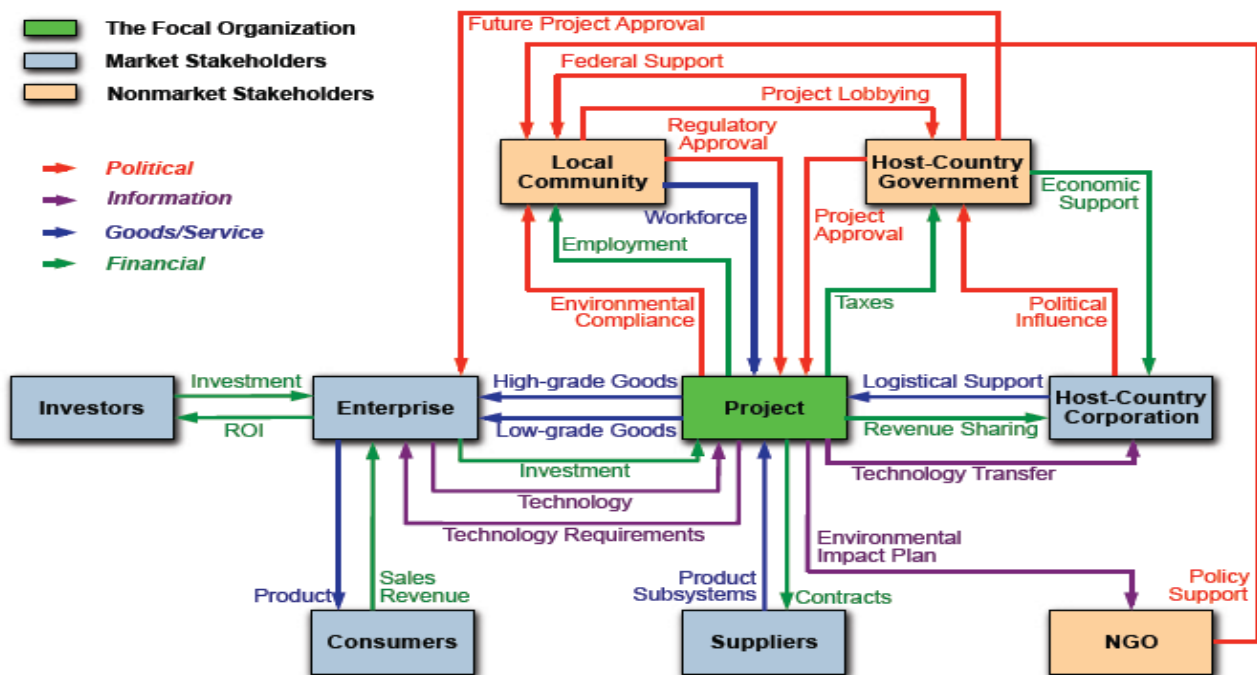 The Focal Organization
Market Stakeholders
Nonmarket Stakeholders
Future Project Approval
Federal Support
Project Lobbying
Regulatory
Approval
Local
Community
Host-Country
Government
Political
Information
Goods/Service
Financial
Economic
Support
Workforce
Project
Approval
Employment
Environmental
Compliance
Taxes
Political
Influence
Investors
Investment
ROI
Enterprise
High-grade Goods
Low-grade Goods
Project
Logistical Support
Revenue Sharing
Host-Country
Corporation
Investment
Technology
Technology Requirements
Technology Transfer
Environmental
Impact Plan
Product
Sales
Revenue
Product
Subsystems
Contracts
Policy
Support
Consumers
Suppliers
NGO